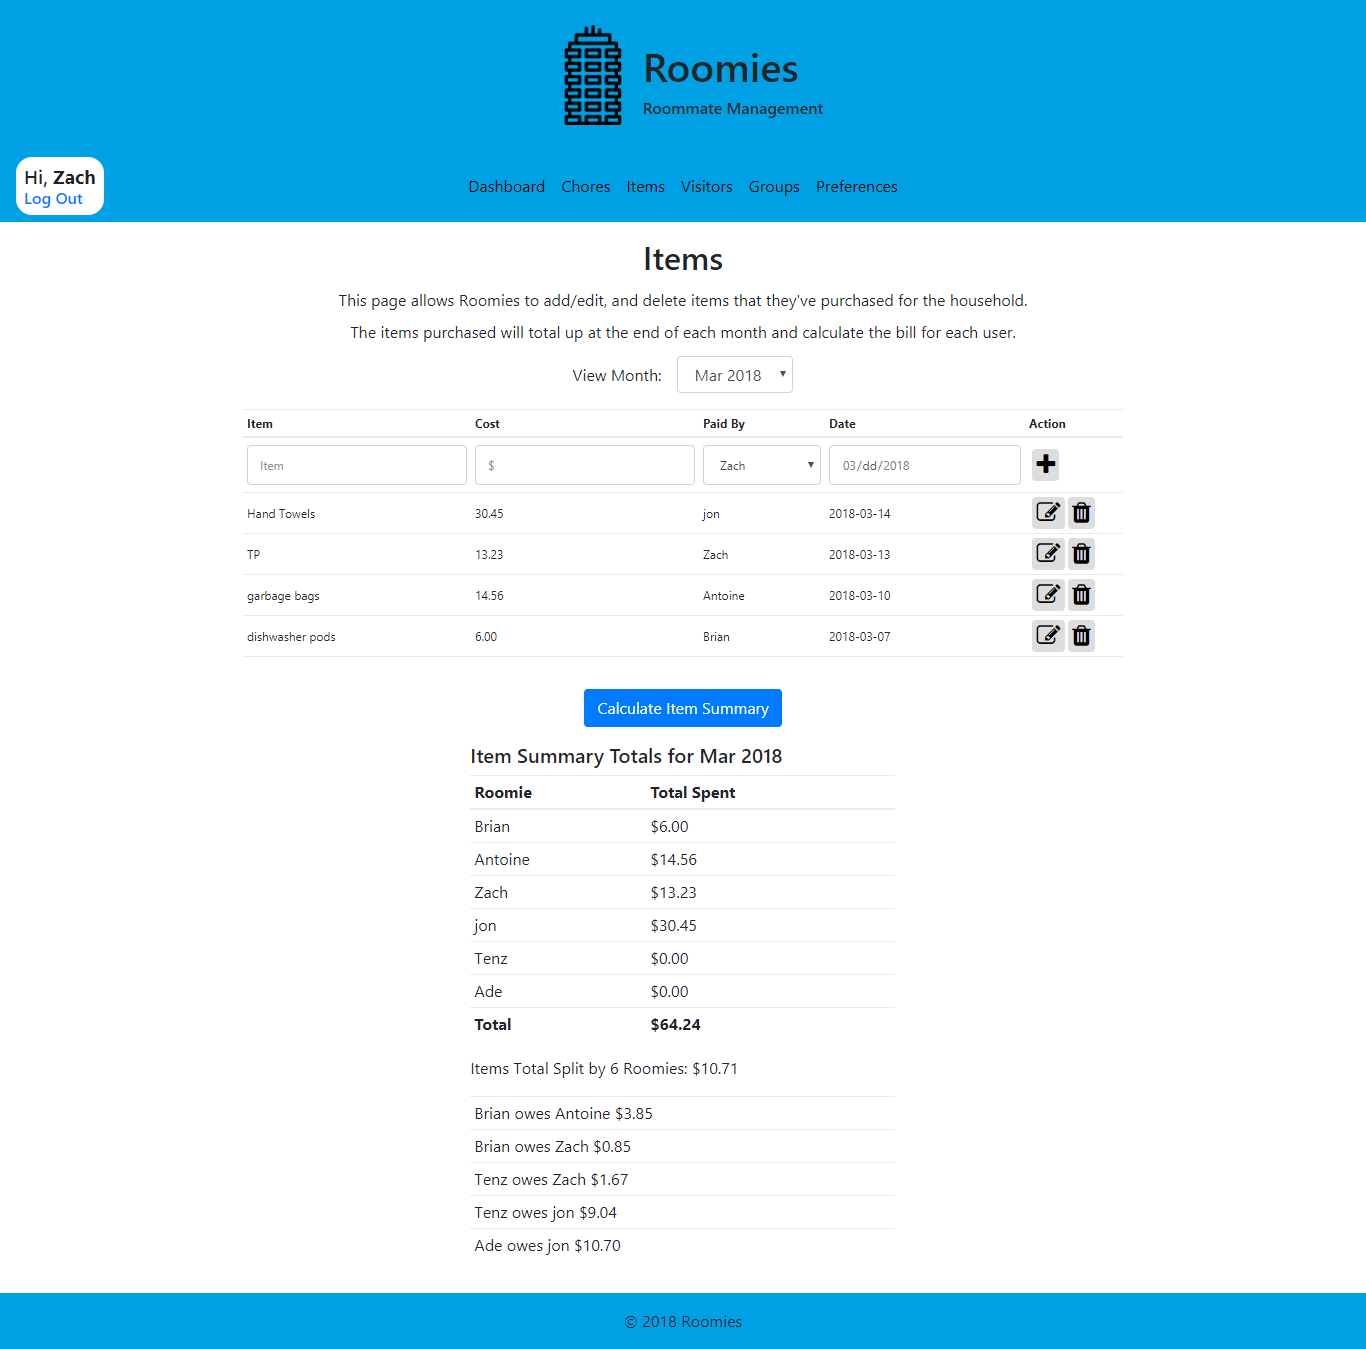 Roomies
Roommate Management
Hi, Zach
Log Out
Dashboard Chores Items Visitors Groups Preferences
Items
This page allows Roomies to add/edit, and delete items that they've purchased for the household.
The items purchased will total up at the end of each month and calculate the bill for each user.
View Month: Mar 2018
Item Cost Paid By Date Action
Item $ Zach 03/dd/2018
Hand Towels 30.45 jon 2018-03-14
TP 13.23 Zach 2018-03-13
garbage bags 14.56 Antoine 2018-03-10
dishwasher pods 6.00 Brian 2018-03-07
Calculate Item Summary
Item Summary Totals for Mar 2018
Roomie Total Spent
Brian $6.00
Antoine $14.56
Zach $13.23
jon $30.45
Tenz $0.00
Ade $0.00
Total $64.24
Items Total Split by 6 Roomies: $10.71
Brian owes Antoine $3.85
Brian owes Zach $0.85
Tenz owes Zach $1.67
Tenz owes jon $9.04
Ade owes jon $10.70
© 2018 Roomies